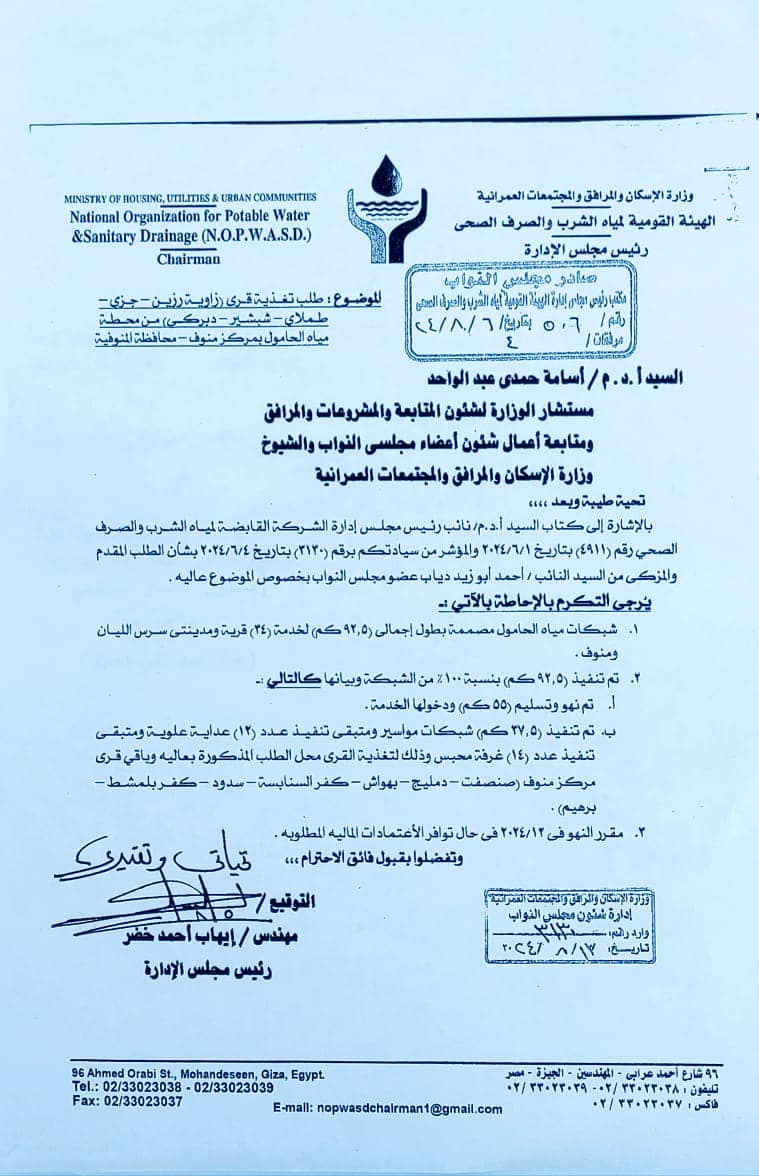 MINISTRY OF HOUSING, UTILITIES & URBAN COMMUNITIES
National Organization for Potable Water
&Sanitary Drainage (N.O.P.W.A.S.D.)
Chairman
وزارة الإسكان والمرافق والمجتمعات العمرانية
الهيئة القومية لمياه الشرب والصرف الصحى
رئيس مجلس الإدارة
صادر مجلس النواب
مكتب رئيس مجلس إدارة الهيئة القومية لمياه الشرب والصرف الصحى
رقم/ ٥٠٦ بتاريخ/ ٢٤/٨/٦
مرفقات/ ٤
الموضوع : طلب تغذية قرى (زاوية رزين – جزي –
طملاي – شبشير – دبركي) من محطة
مياه الحامول بمركز منوف – محافظة المنوفية
السيد أ . د . م / أسامة حمدى عبد الواحد
مستشار الوزارة لشئون المتابعة والمشروعات والمرافق
ومتابعة أعمال شئون أعضاء مجلسى النواب والشيوخ
وزارة الإسكان والمرافق والمجتمعات العمرانية
تحية طيبة وبعد ،،،،
بالإشارة إلى كتاب السيد أ.د.م/ نائب رئيس مجلس إدارة الشركة القابضة لمياه الشرب والصرف
الصحي رقم (٤٩١١) بتاريخ ٢٠٢٤/٦/١ والمؤشر من سيادتكم برقم (٣١٣٠) بتاريخ ٢٠٢٤/٦/٤ بشأن الطلب المقدم
والمزكى من السيد النائب / أحمد أبو زيد دياب عضو مجلس النواب بخصوص الموضوع عاليه .
يُرجى التكرم بالإحاطة بالآتي :ـ
١. شبكات مياه الحامول مصممة بطول إجمالى (٩٢,٥ كم) لخدمة (٣٤) قرية ومدينتى سرس الليان
ومنوف .
٢. تم تنفيذ (٩٢,٥ كم) بنسبة ١٠٠٪ من الشبكة وبيانها كالتالي :ـ
أ. تم نهو وتسليم (٥٥ كم) ودخولها الخدمة .
ب. تم تنفيذ (٣٧,٥ كم) شبكات مواسير ومتبقى تنفيذ عدد (١٢) عداية علوية ومتبقى
تنفيذ عدد (١٤) غرفة محبس وذلك لتغذية القرى محل الطلب المذكورة بعاليه وباقي قرى
مركز منوف (صنصفت – دمليج – بهواش – كفر السنابسة – سدود – كفر بلمشط –
برهيم) .
٣. مقرر النهو فى ٢٠٢٤/١٢ فى حال توافر الأعتمادات الماليه المطلوبه .
وتفضلوا بقبول فائق الاحترام ،،،
تحياتى وتقديرى
التوقيع /
مهندس / إيهاب أحمد خضر
رئيس مجلس الإدارة
وزارة الإسكان والمرافق والمجتمعات العمرانية
إدارة شئون مجلس النواب
وارد رقم: ٣١٣٠
تاريخ: ١٣ / ٨ /٢٠٢٤
96 Ahmed Orabi St., Mohandeseen, Giza, Egypt.
Tel.: 02/33023038 - 02/33023039
Fax: 02/33023037
E-mail: nopwasdchairman1@gmail.com
٩٦ شارع أحمد عرابى - المهندسين - الجيزة - مصر
تليفون : ٠٢/٣٣٠٢٣٠٣٨ - ٠٢/٣٣٠٢٣٠٣٩
فاكس : ٠٢/٣٣٠٢٣٠٣٧